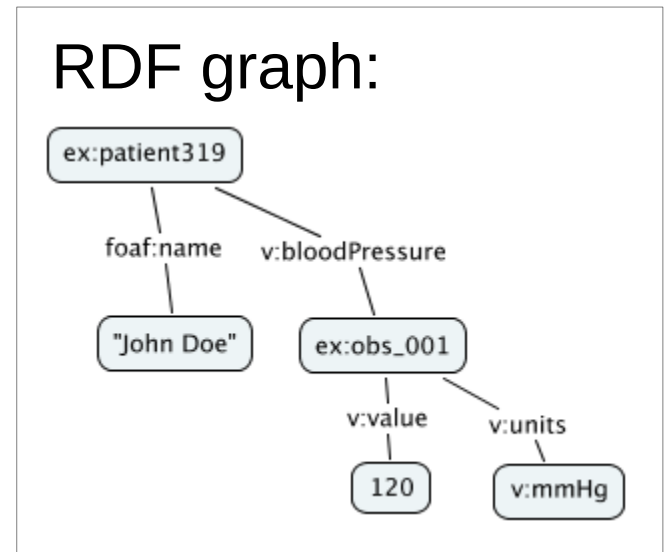 RDF graph:
ex:patient319
foaf:name
v:bloodPressure
"John Doe"
ex:obs_001
v:value
v:units
120
v:mmHg